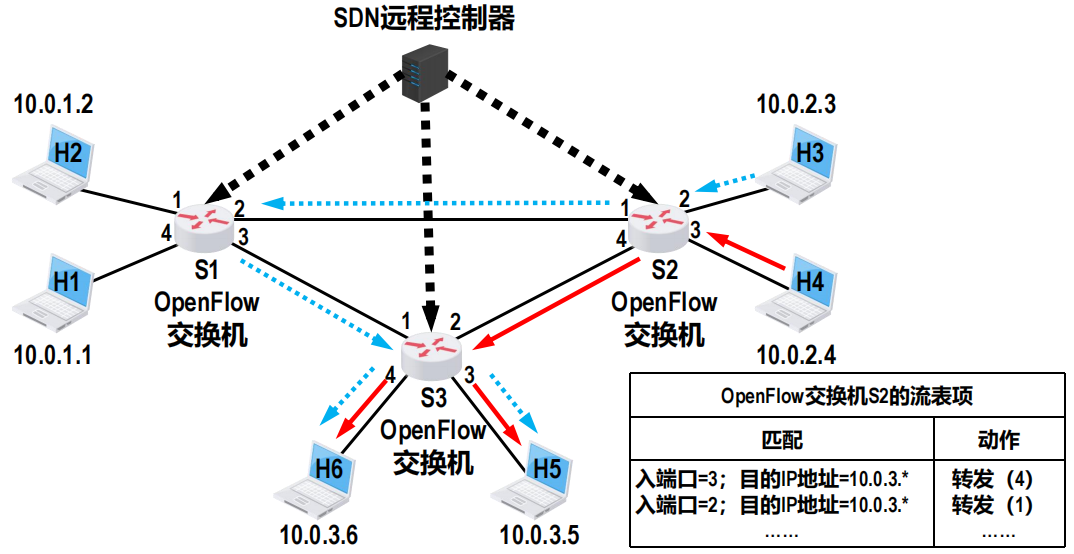 SDN远程控制器
10.0.1.2
10.0.2.3
H2
H3
1
2
1
2
4
3
4
3
H1
S1
OpenFlow
交换机
S2
OpenFlow
交换机
H4
10.0.1.1
10.0.2.4
1
2
4
3
S3
OpenFlow
交换机
H6
H5
10.0.3.6
10.0.3.5
OpenFlow交换机S2的流表项
匹配
动作
入端口=3；目的IP地址=10.0.3.*
转发（4）
入端口=2；目的IP地址=10.0.3.*
转发（1）
……
……